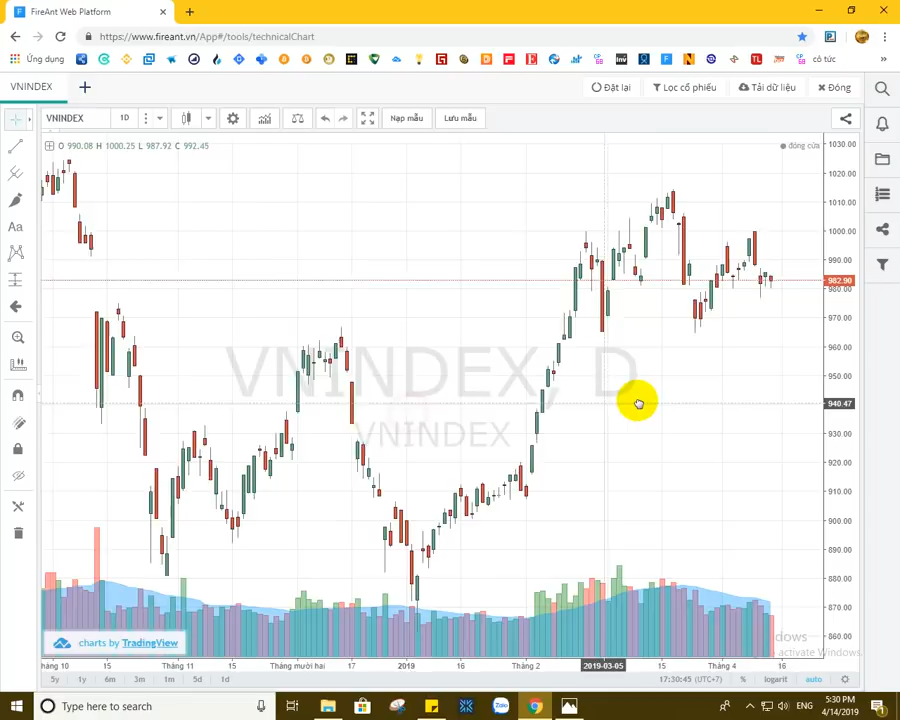 FireAnt Web Platform
https://www.fireant.vn/App#/tools/technicalChart
Ứng dụng
cổ tức
VNINDEX
Đặt lại
Lọc cổ phiếu
Tải dữ liệu
Đóng
VNINDEX
1D
Nạp mẫu
Lưu mẫu
O 990.08 H 1000.25 L 987.92 C 992.45
đóng cửa
Aa
1030.00
1020.00
1010.00
1000.00
990.00
982.90
980.00
970.00
960.00
950.00
940.47
930.00
920.00
910.00
900.00
890.00
880.00
870.00
860.00
VNINDEX, D
VNINDEX
charts by TradingView
dows
activate Windows.
háng 10
16
Tháng 11
15
Tháng mười hai
17
2019
16
Tháng 2
2019-03-05
15
Tháng 4
16
5y
1y
6m
3m
1m
5d
1d
17:30:45 (UTC+7)
%
logarit
auto
Type here to search
Zalo
5:30 PM
4/14/2019